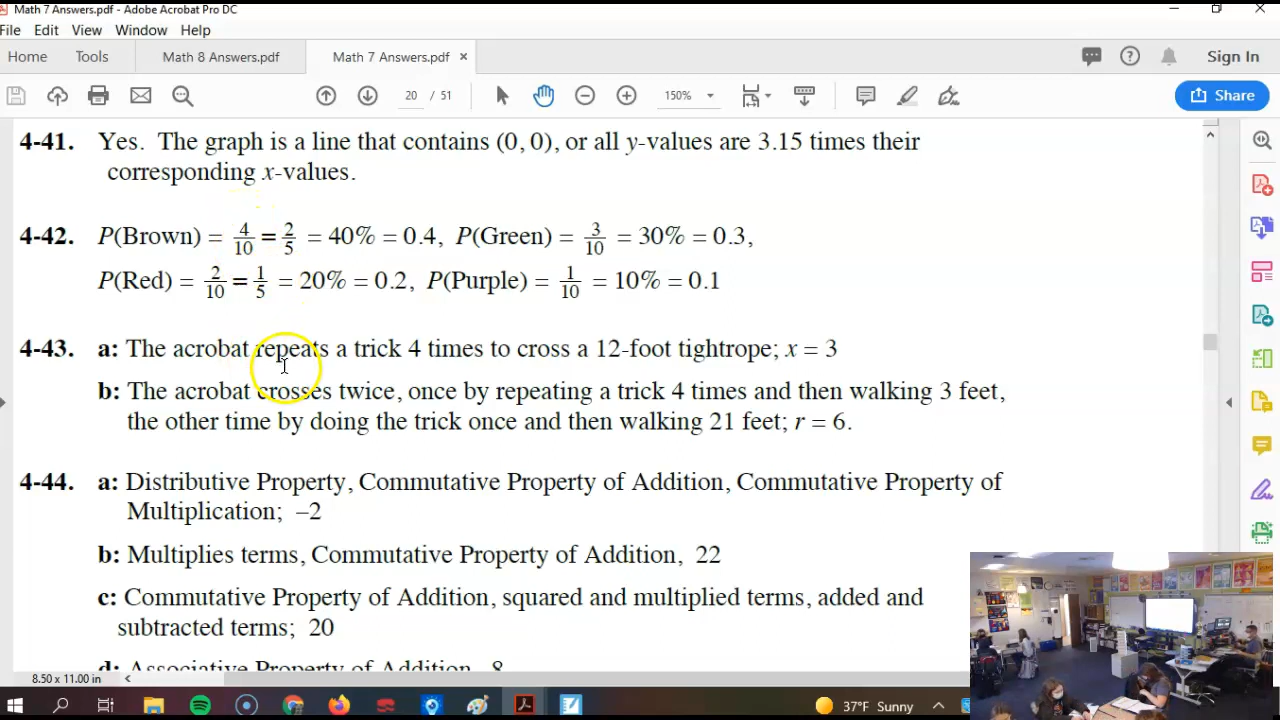 Math 7 Answers.pdf - Adobe Acrobat Pro DC
File Edit View Window Help
Home Tools Math 8 Answers.pdf Math 7 Answers.pdf × Sign In
20 / 51 150% Share
4-41. Yes. The graph is a line that contains (0, 0), or all y-values are 3.15 times their
corresponding x-values.
4-42. P(Brown) = 4/10 = 2/5 = 40% = 0.4, P(Green) = 3/10 = 30% = 0.3,
P(Red) = 2/10 = 1/5 = 20% = 0.2, P(Purple) = 1/10 = 10% = 0.1
4-43. a: The acrobat repeats a trick 4 times to cross a 12-foot tightrope; x = 3
b: The acrobat crosses twice, once by repeating a trick 4 times and then walking 3 feet,
the other time by doing the trick once and then walking 21 feet; r = 6.
4-44. a: Distributive Property, Commutative Property of Addition, Commutative Property of
Multiplication; –2
b: Multiplies terms, Commutative Property of Addition, 22
c: Commutative Property of Addition, squared and multiplied terms, added and
subtracted terms; 20
d: Associative Property of Addition, 8
8.50 x 11.00 in
37°F Sunny